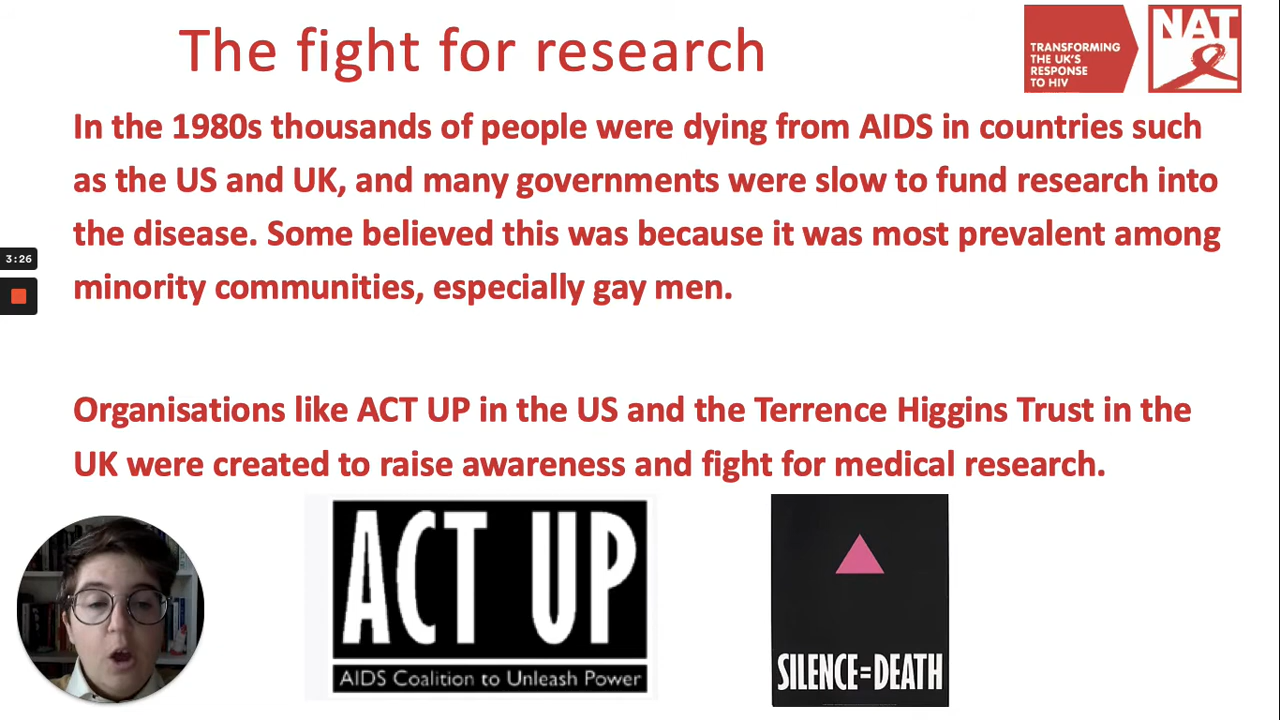 The fight for research
TRANSFORMING
THE UK'S
RESPONSE
TO HIV
NAT
In the 1980s thousands of people were dying from AIDS in countries such
as the US and UK, and many governments were slow to fund research into
the disease. Some believed this was because it was most prevalent among
minority communities, especially gay men.
3:26
Organisations like ACT UP in the US and the Terrence Higgins Trust in the
UK were created to raise awareness and fight for medical research.
ACT UP
AIDS Coalition to Unleash Power
SILENCE=DEATH